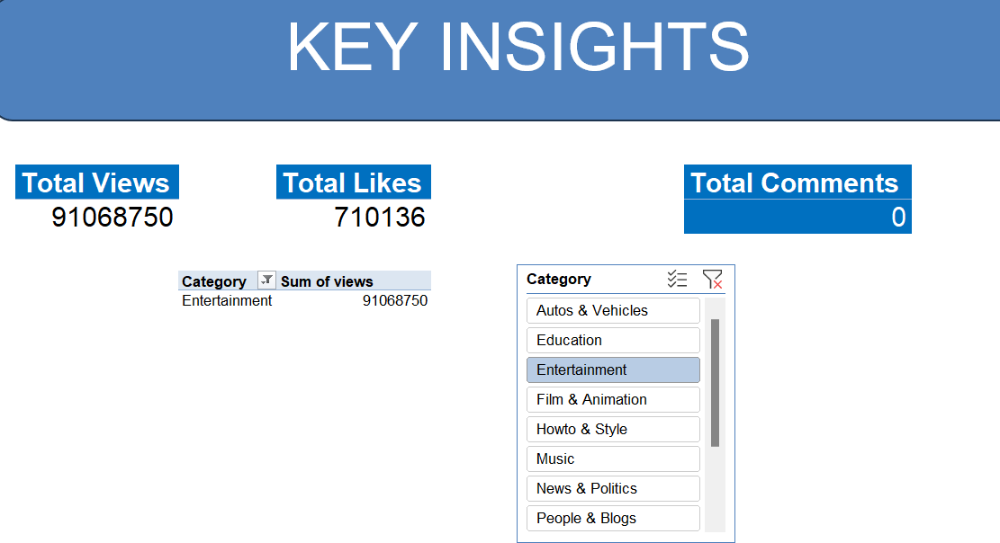 KEY INSIGHTS
Total Views
91068750
Total Likes
710136
Total Comments
0
Category Sum of views
Entertainment 91068750
Category
Autos & Vehicles
Education
Entertainment
Film & Animation
Howto & Style
Music
News & Politics
People & Blogs